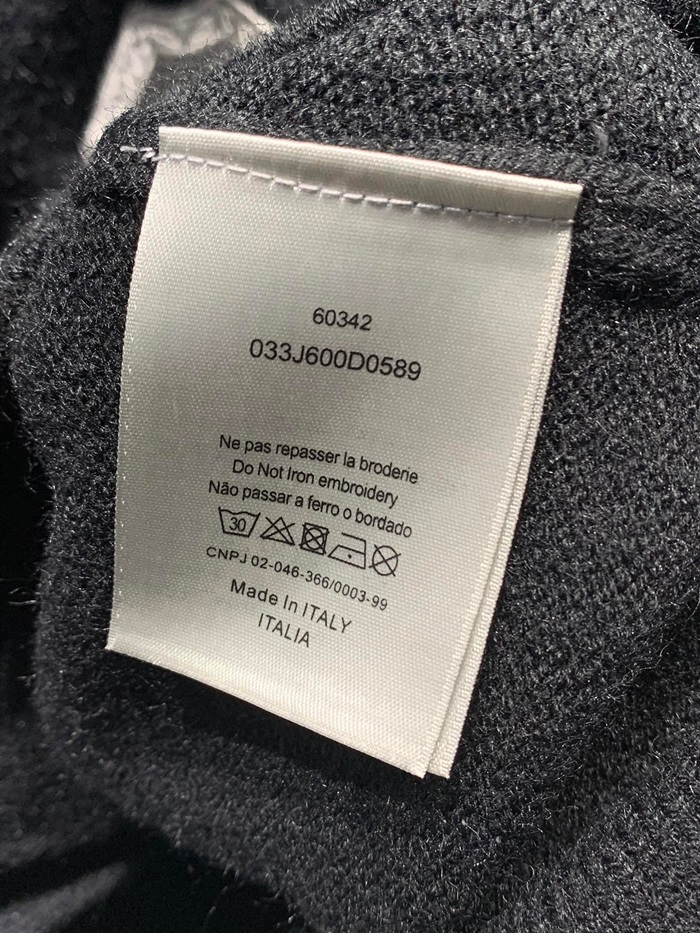 60342
033J600D0589
Ne pas repasser la broderie
Do Not Iron embroidery
Não passar a ferro o bordado
30
CNPJ 02-046-366/0003-99
Made In ITALY
ITALIA